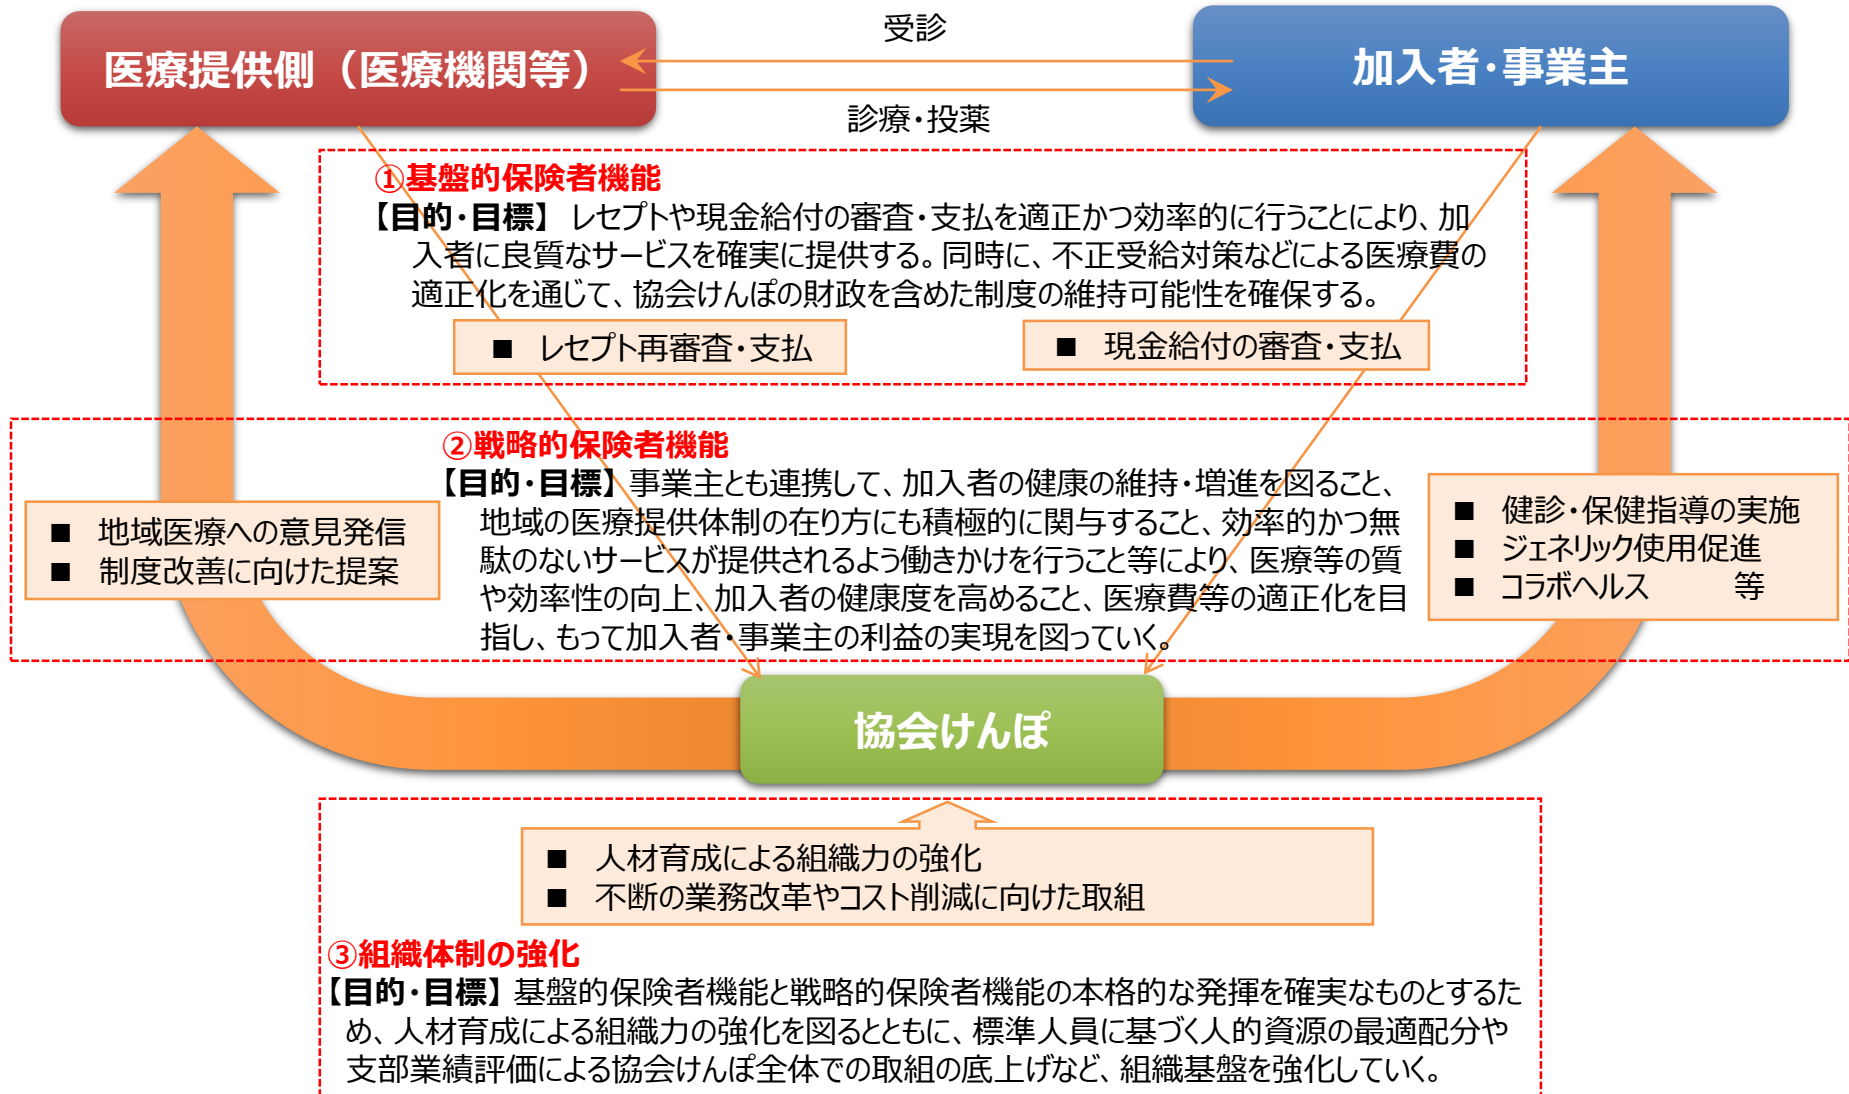 医療提供側（医療機関等）
受診
診療・投薬
加入者・事業主
①基盤的保険者機能
【目的・目標】 レセプトや現金給付の審査・支払を適正かつ効率的に行うことにより、加
入者に良質なサービスを確実に提供する。同時に、不正受給対策などによる医療費の
適正化を通じて、協会けんぽの財政を含めた制度の維持可能性を確保する。
■ レセプト再審査・支払
■ 現金給付の審査・支払
②戦略的保険者機能
【目的・目標】 事業主とも連携して、加入者の健康の維持・増進を図ること、
地域の医療提供体制の在り方にも積極的に関与すること、効率的かつ無
駄のないサービスが提供されるよう働きかけを行うこと等により、医療等の質
や効率性の向上、加入者の健康度を高めること、医療費等の適正化を目
指し、もって加入者・事業主の利益の実現を図っていく。
■ 地域医療への意見発信
■ 制度改善に向けた提案
■ 健診・保健指導の実施
■ ジェネリック使用促進
■ コラボヘルス 等
協会けんぽ
■ 人材育成による組織力の強化
■ 不断の業務改革やコスト削減に向けた取組
③組織体制の強化
【目的・目標】 基盤的保険者機能と戦略的保険者機能の本格的な発揮を確実なものとするた
め、人材育成による組織力の強化を図るとともに、標準人員に基づく人的資源の最適配分や
支部業績評価による協会けんぽ全体での取組の底上げなど、組織基盤を強化していく。